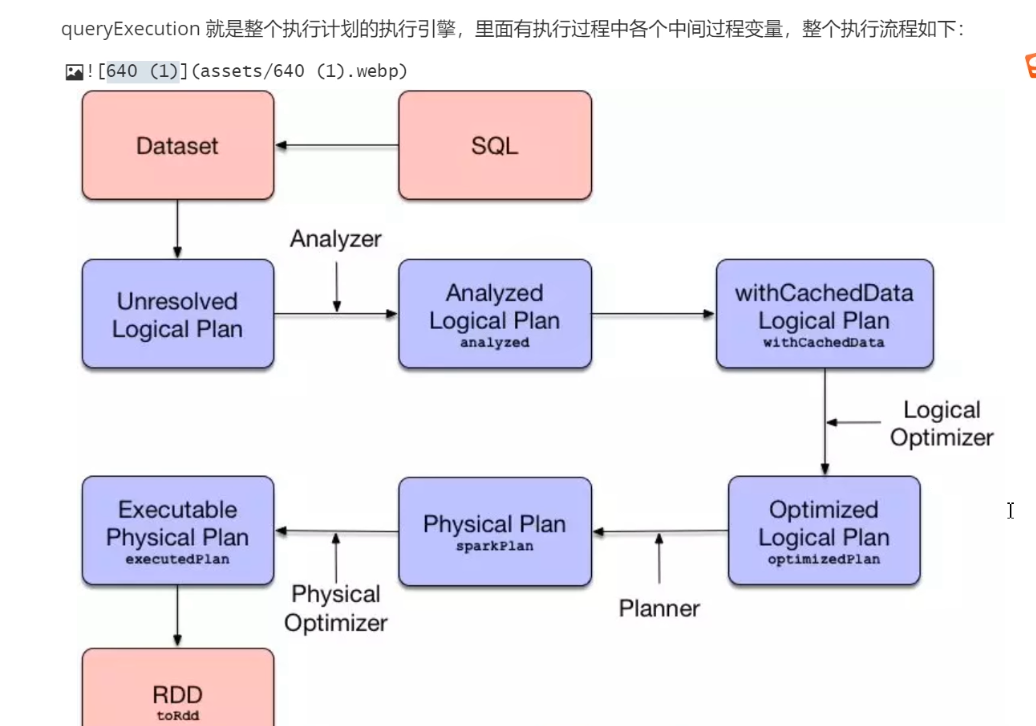 queryExecution 就是整个执行计划的执行引擎，里面有执行过程中各个中间过程变量，整个执行流程如下：
![640 (1)](assets/640 (1).webp)
Dataset
SQL
Analyzer
Unresolved
Logical Plan
Analyzed
Logical Plan
analyzed
withCachedData
Logical Plan
withCachedData
Logical
Optimizer
Executable
Physical Plan
executedPlan
Physical Plan
sparkPlan
Optimized
Logical Plan
optimizedPlan
Physical
Optimizer
Planner
RDD
toRdd